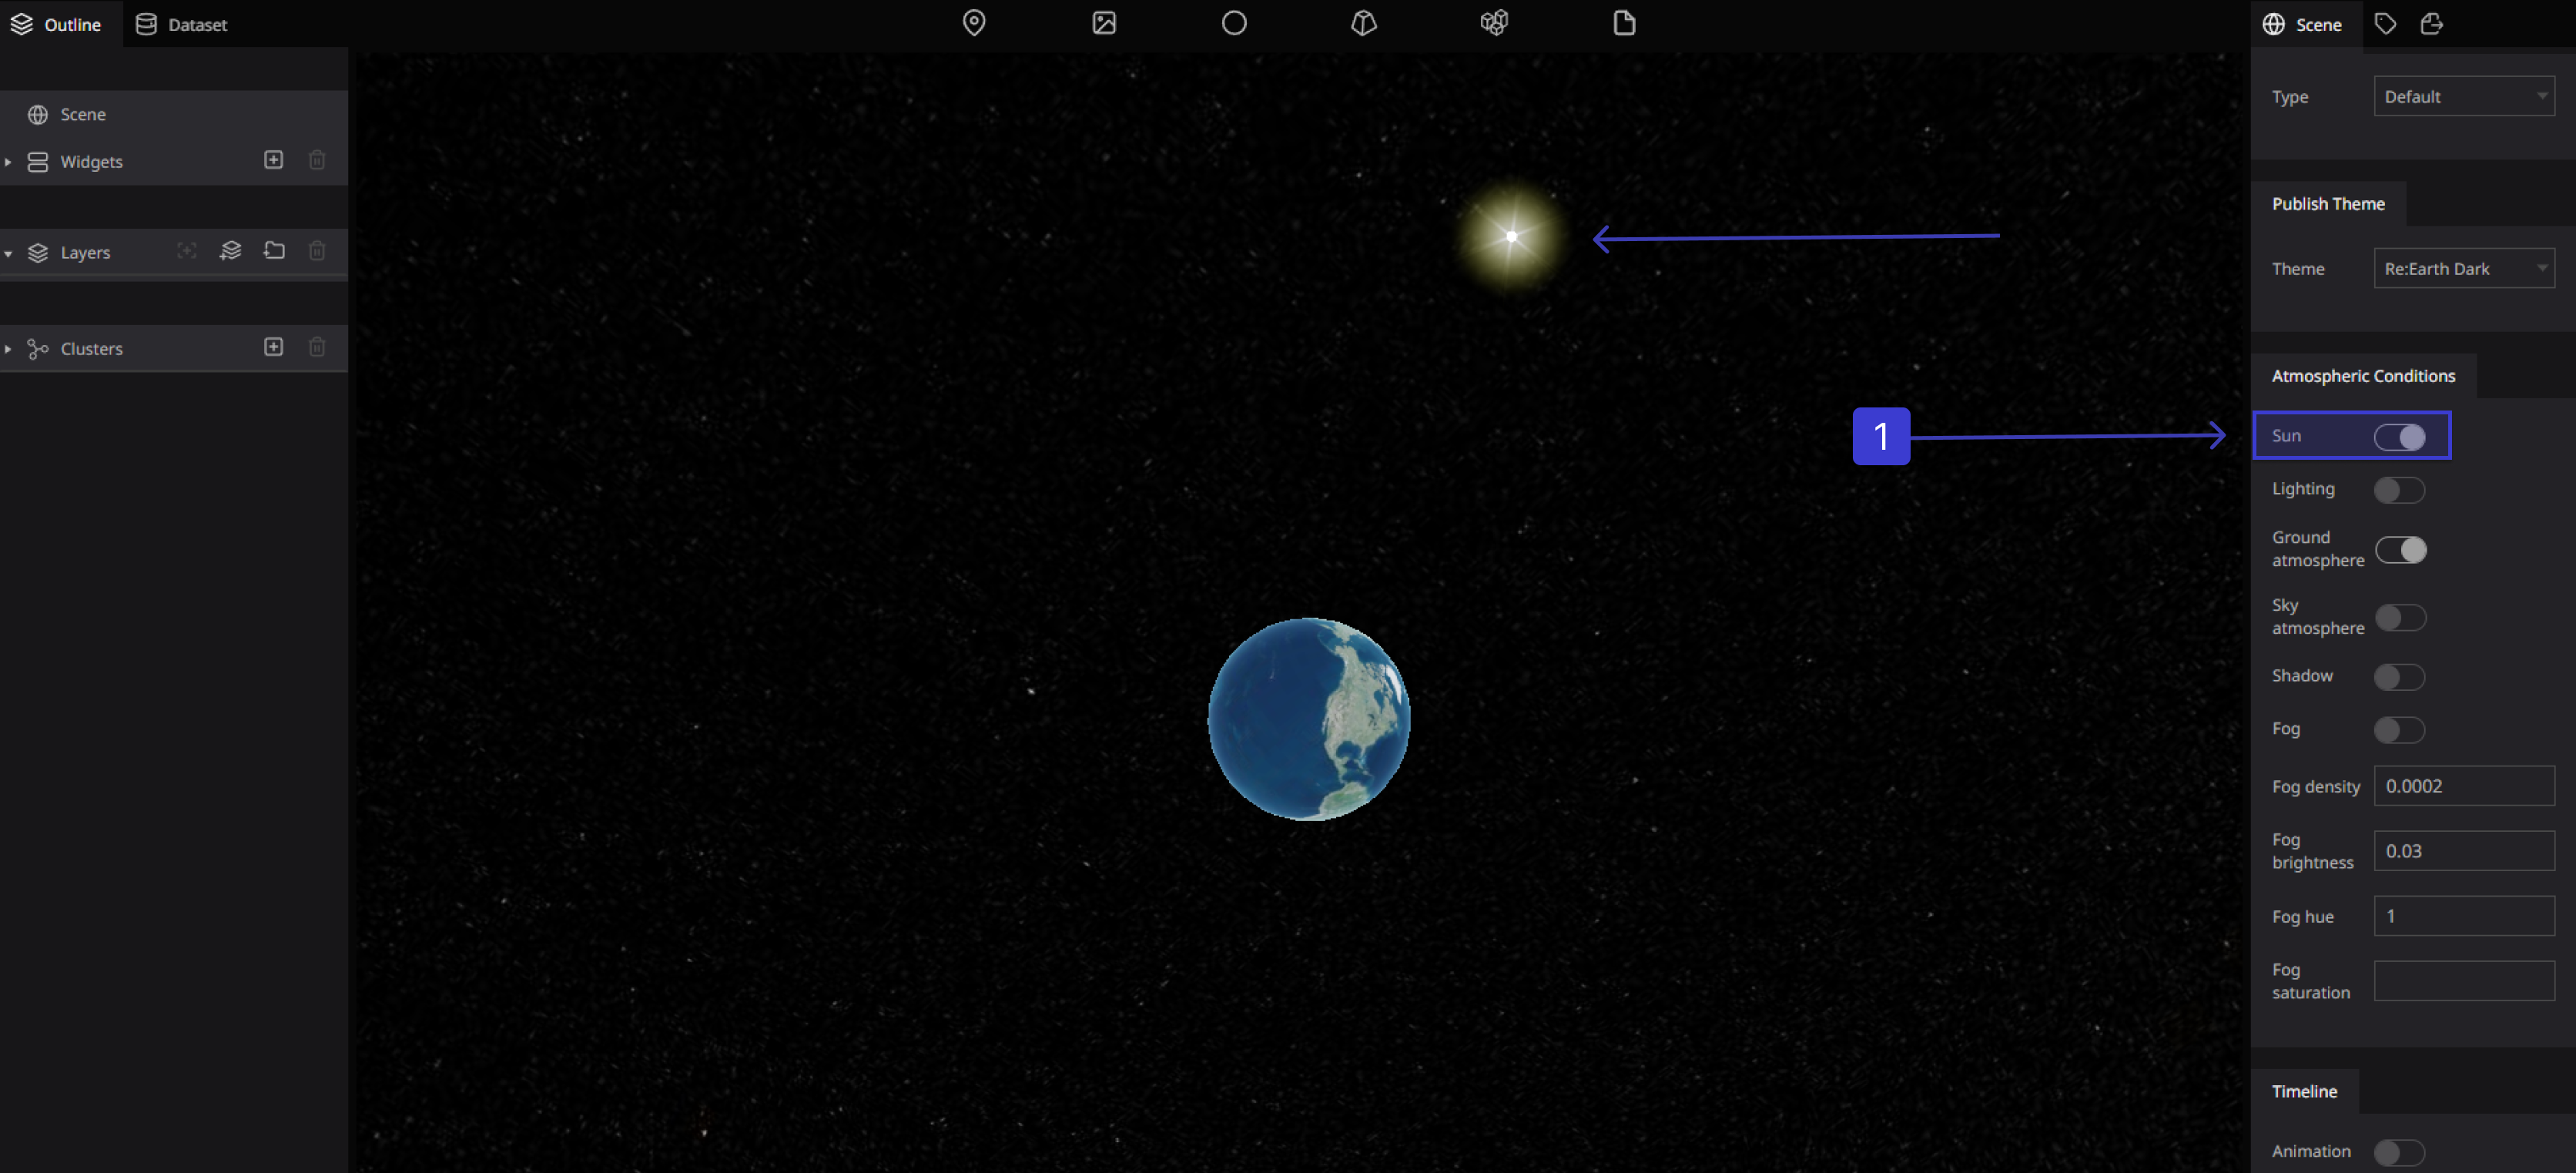 Outline
Dataset
Scene
Scene
Widgets
Layers
Clusters
1
Type
Default
Publish Theme
Theme
Re:Earth Dark
Atmospheric Conditions
Sun
Lighting
Ground
atmosphere
Sky
atmosphere
Shadow
Fog
Fog density
0.0002
Fog
brightness
0.03
Fog hue
1
Fog
saturation
Timeline
Animation